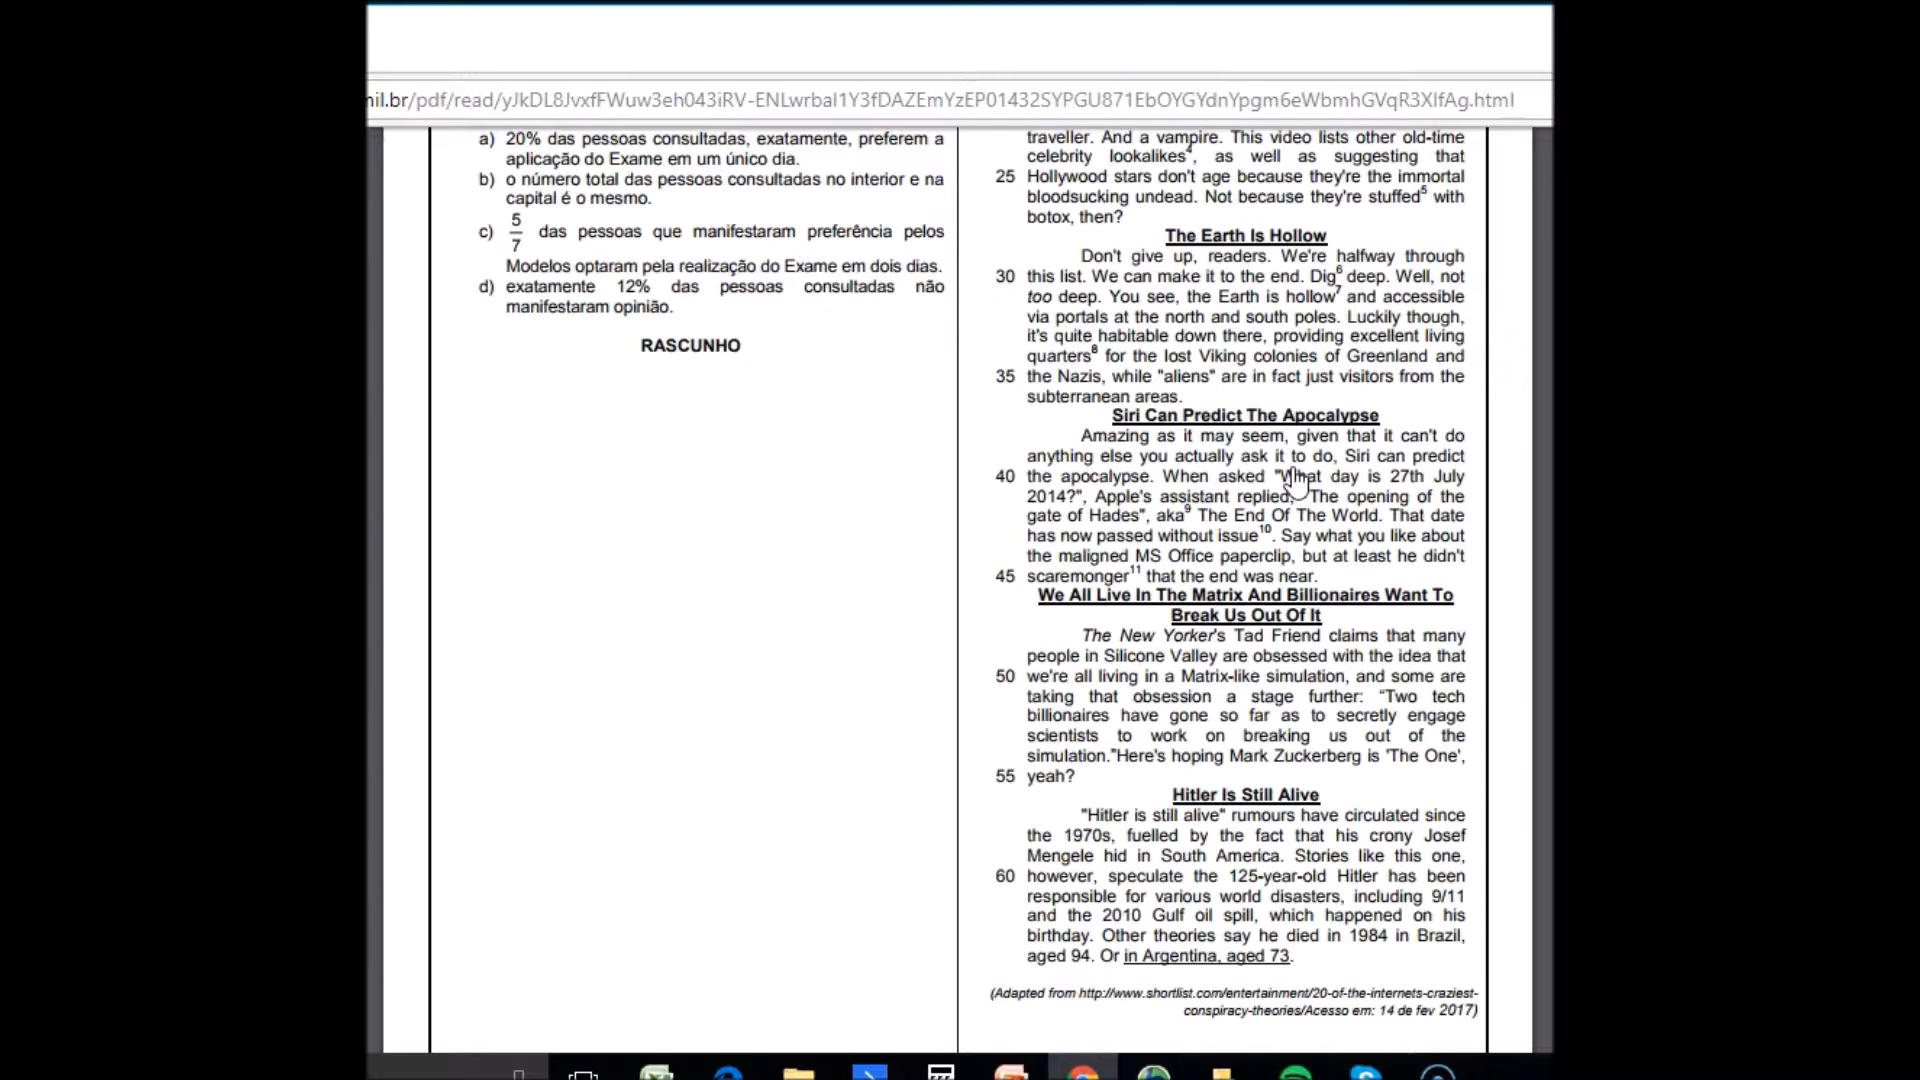 nil.br/pdf/read/yJkDL8JvxfFWuw3eh043iRV-ENLwrbaI1Y3fDAZEmYzEP01432SYPGU871EbOYGYdnYpgm6eWbmhGVqR3XIfAg.html
a) 20% das pessoas consultadas, exatamente, preferem a
aplicação do Exame em um único dia.
b) o número total das pessoas consultadas no interior e na
capital é o mesmo.
c) 5/7 das pessoas que manifestaram preferência pelos
Modelos optaram pela realização do Exame em dois dias.
d) exatamente 12% das pessoas consultadas não
manifestaram opinião.
RASCUNHO
traveller. And a vampire. This video lists other old-time
celebrity lookalikes4, as well as suggesting that
25 Hollywood stars don't age because they're the immortal
bloodsucking undead. Not because they're stuffed5 with
botox, then?
The Earth Is Hollow
Don't give up, readers. We're halfway through
30 this list. We can make it to the end. Dig6 deep. Well, not
too deep. You see, the Earth is hollow7 and accessible
via portals at the north and south poles. Luckily though,
it's quite habitable down there, providing excellent living
quarters8 for the lost Viking colonies of Greenland and
35 the Nazis, while "aliens" are in fact just visitors from the
subterranean areas.
Siri Can Predict The Apocalypse
Amazing as it may seem, given that it can't do
anything else you actually ask it to do, Siri can predict
40 the apocalypse. When asked "What day is 27th July
2014?", Apple's assistant replied, "The opening of the
gate of Hades", aka9 The End Of The World. That date
has now passed without issue10. Say what you like about
the maligned MS Office paperclip, but at least he didn't
45 scaremonger11 that the end was near.
We All Live In The Matrix And Billionaires Want To
Break Us Out Of It
The New Yorker's Tad Friend claims that many
people in Silicone Valley are obsessed with the idea that
50 we're all living in a Matrix-like simulation, and some are
taking that obsession a stage further: “Two tech
billionaires have gone so far as to secretly engage
scientists to work on breaking us out of the
simulation.”Here's hoping Mark Zuckerberg is 'The One',
55 yeah?
Hitler Is Still Alive
"Hitler is still alive" rumours have circulated since
the 1970s, fuelled by the fact that his crony Josef
Mengele hid in South America. Stories like this one,
60 however, speculate the 125-year-old Hitler has been
responsible for various world disasters, including 9/11
and the 2010 Gulf oil spill, which happened on his
birthday. Other theories say he died in 1984 in Brazil,
aged 94. Or in Argentina, aged 73.
(Adapted from http://www.shortlist.com/entertainment/20-of-the-internets-craziest-
conspiracy-theories/Acesso em: 14 de fev 2017)